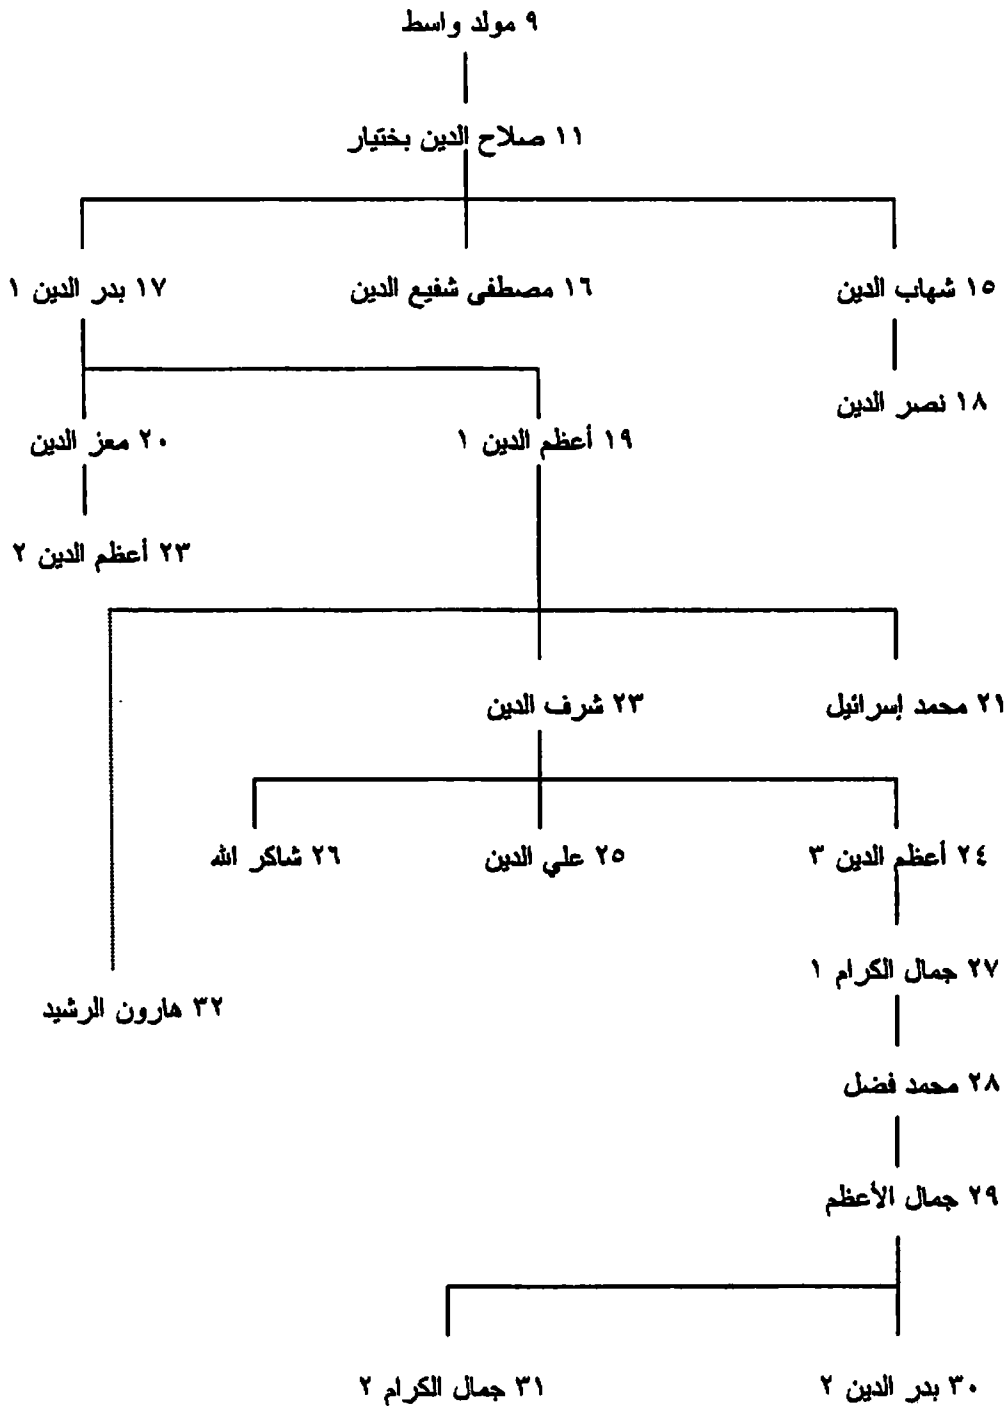 ٩ مولد واسط
١١ صلاح الدين بختيار
١٥ شهاب الدين
١٦ مصطفى شفيع الدين
١٧ بدر الدين ١
١٨ نصر الدين
١٩ أعظم الدين ١
٢٠ معز الدين
٢٣ أعظم الدين ٢
٢١ محمد إسرائيل
٢٣ شرف الدين
٢٤ أعظم الدين ٣
٢٥ علي الدين
٢٦ شاكر الله
٢٧ جمال الكرام ١
٣٢ هارون الرشيد
٢٨ محمد فضل
٢٩ جمال الأعظم
٣٠ بدر الدين ٢
٣١ جمال الكرام ٢